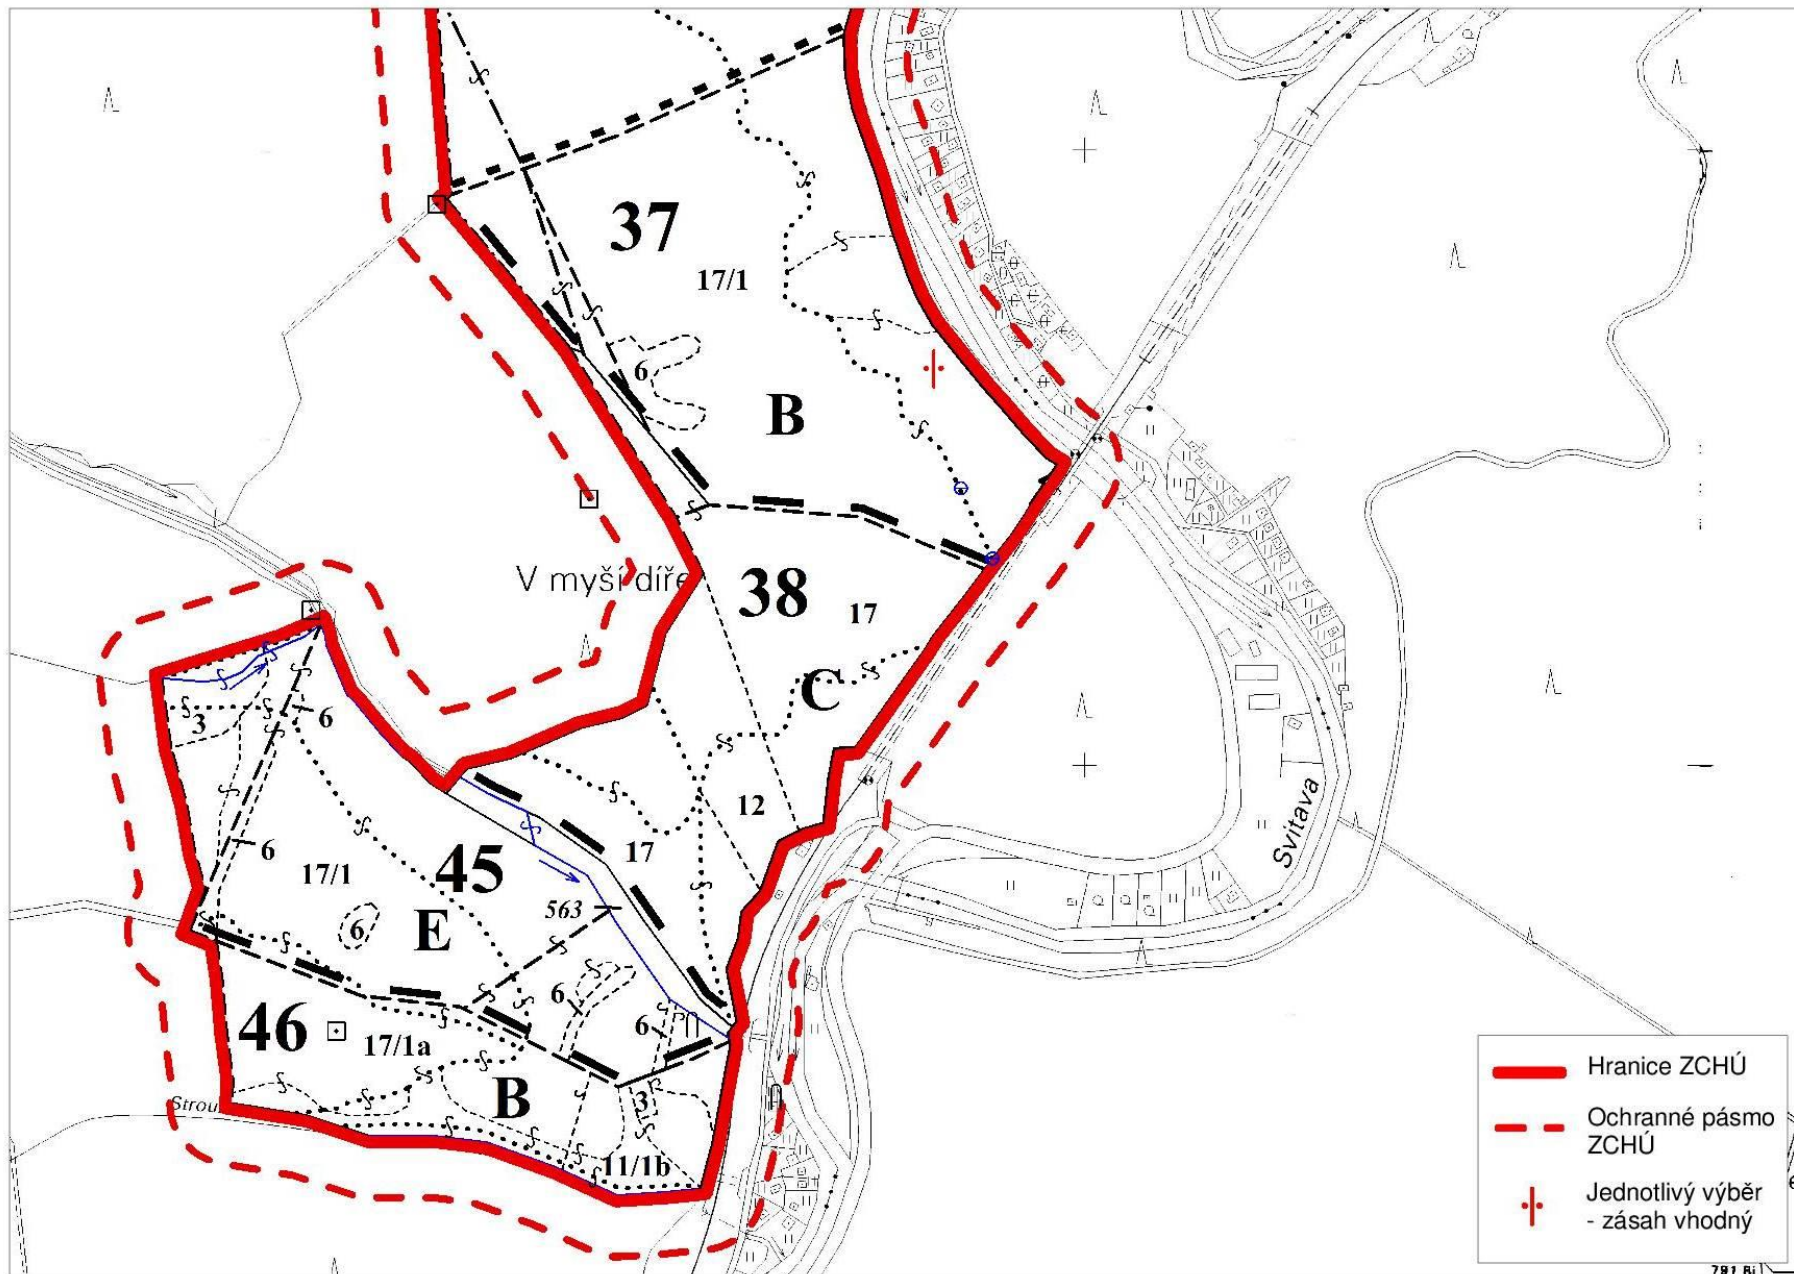 37
17/1
6
B
V myší díře
38
17
C
3
6
12
6
17/1
45
17
Svitava
563
6
E
6
6
46
17/1a
B
3
11/1b
Hranice ZCHÚ
Ochranné pásmo
ZCHÚ
Jednotlivý výběr
- zásah vhodný